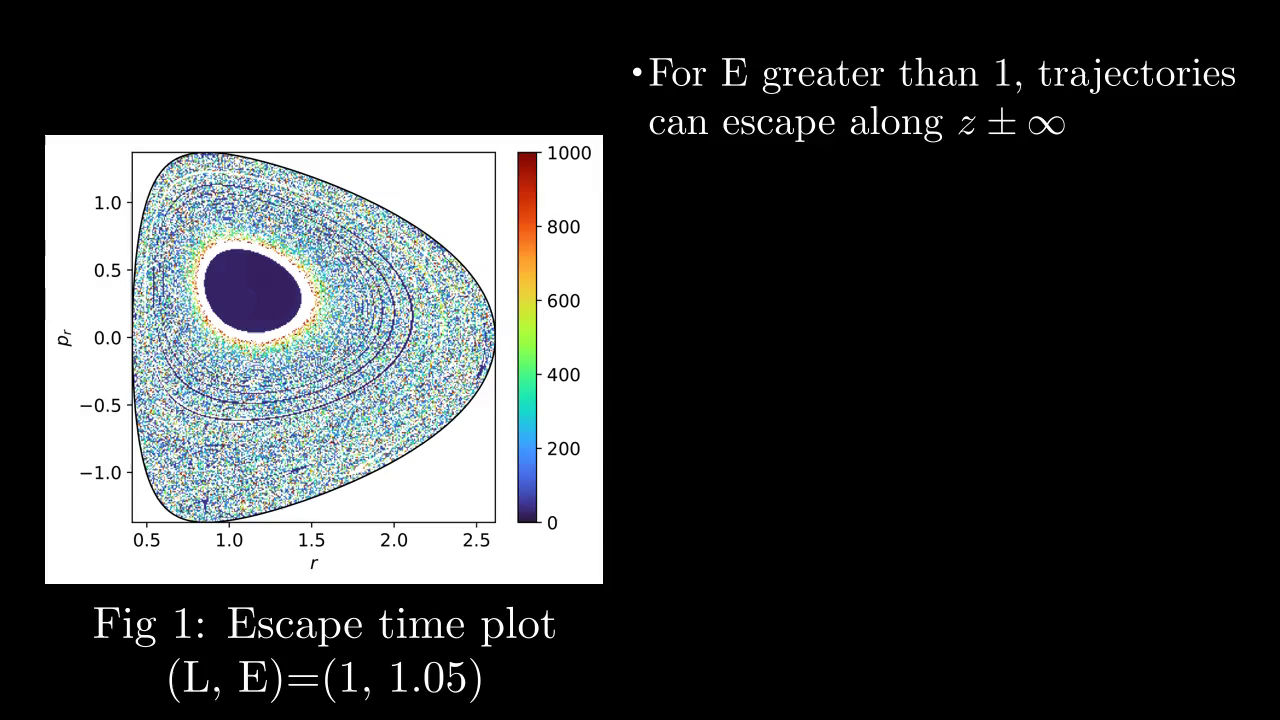 •For E greater than 1, trajectories
can escape along z ± ∞
1000
800
600
400
200
0
1.0
0.5
0.0
−0.5
−1.0
p_r
0.5 1.0 1.5 2.0 2.5
r
Fig 1: Escape time plot
(L, E)=(1, 1.05)